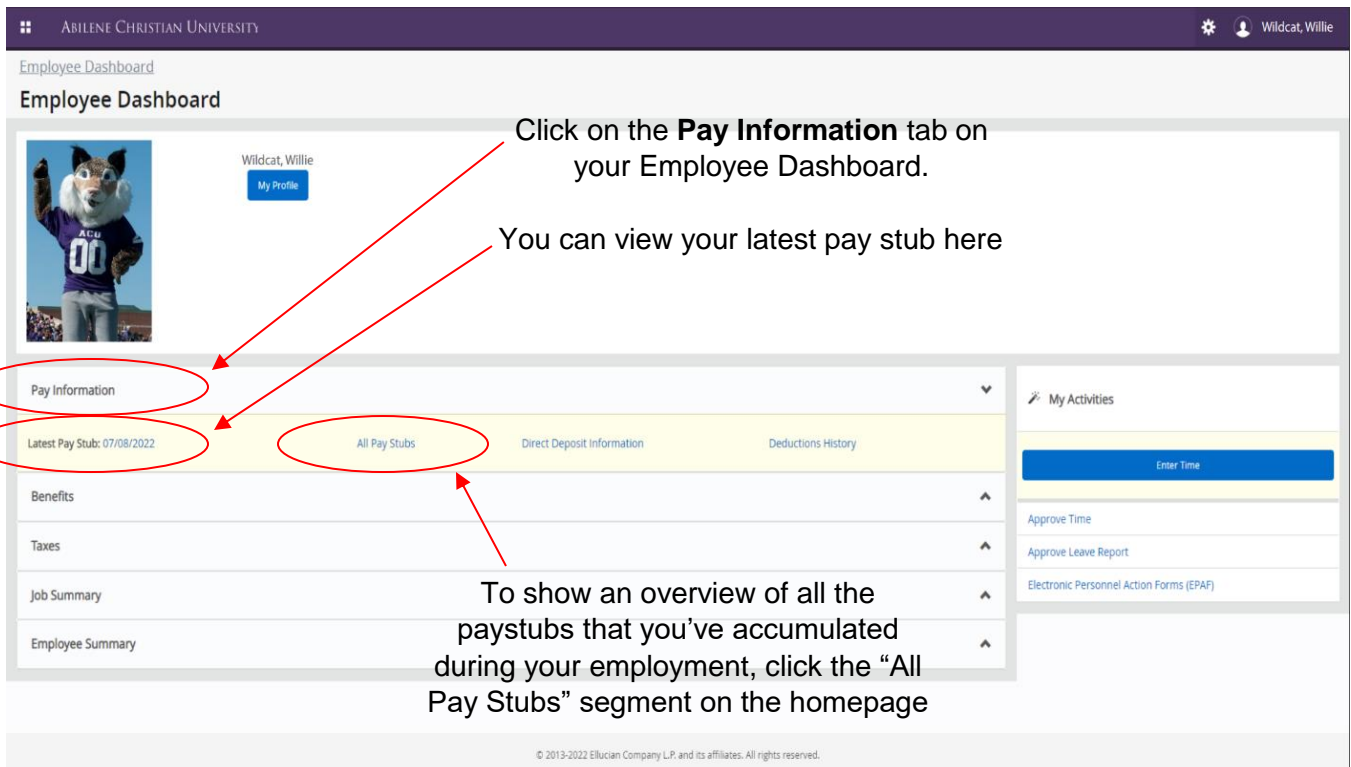 ABILENE CHRISTIAN UNIVERSITY
Wildcat, Willie
Employee Dashboard
Employee Dashboard
Click on the Pay Information tab on
your Employee Dashboard.
Wildcat, Willie
My Profile
ACU
00
You can view your latest pay stub here
Pay Information
My Activities
Latest Pay Stub: 07/08/2022
All Pay Stubs
Direct Deposit Information
Deductions History
Enter Time
Benefits
Approve Time
Taxes
Approve Leave Report
Job Summary
Electronic Personnel Action Forms (EPAF)
Employee Summary
To show an overview of all the
paystubs that you’ve accumulated
during your employment, click the “All
Pay Stubs” segment on the homepage
© 2013-2022 Ellucian Company L.P. and its affiliates. All rights reserved.